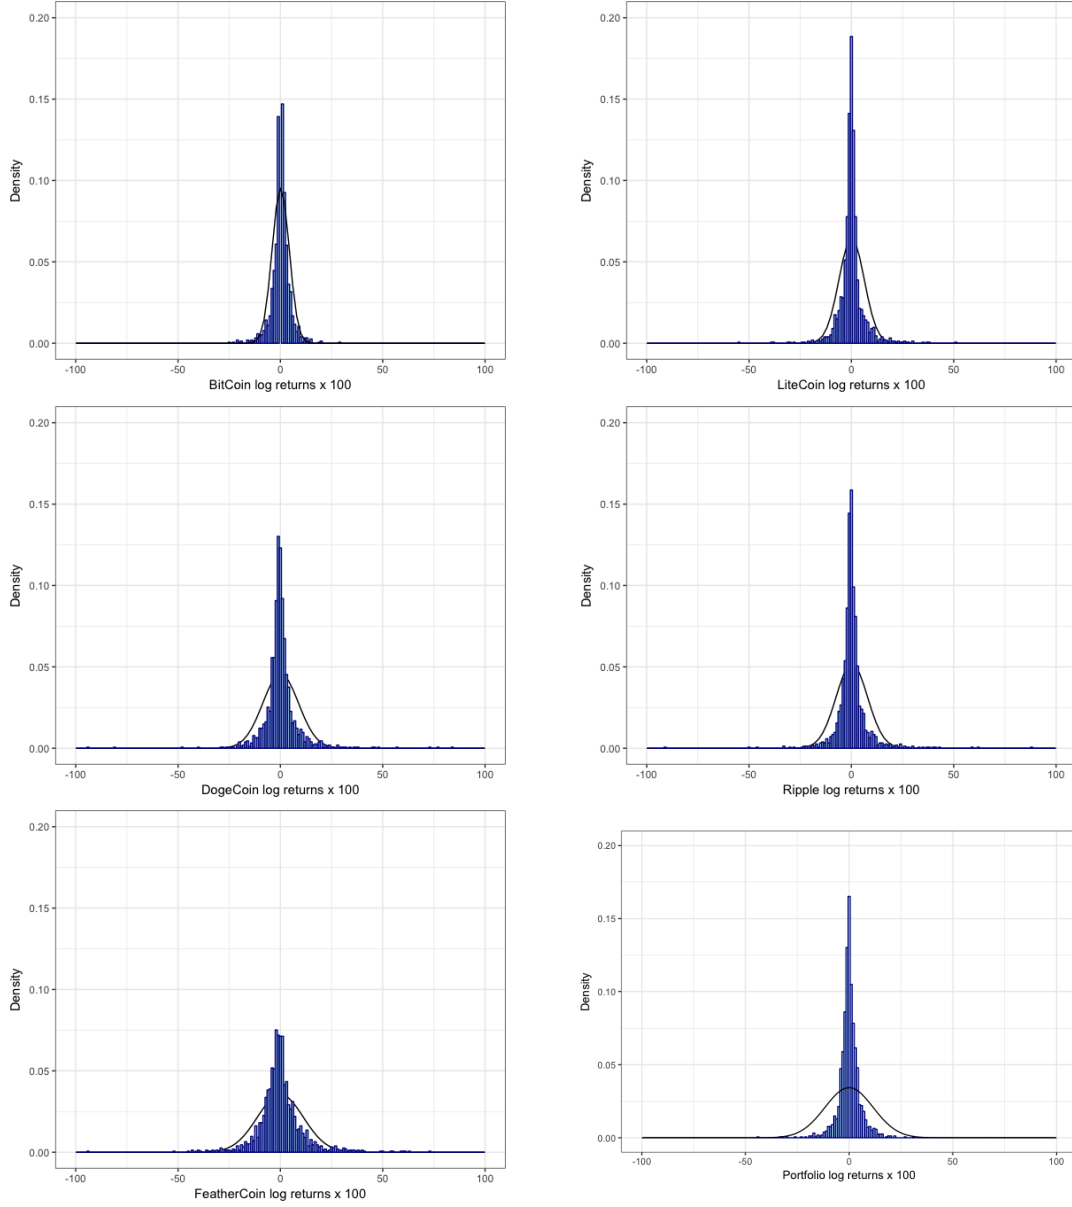 0.20
0.15
0.10
0.05
0.00
Density
-100 -50 0 50 100
BitCoin log returns x 100
0.20
0.15
0.10
0.05
0.00
Density
-100 -50 0 50 100
LiteCoin log returns x 100
0.20
0.15
0.10
0.05
0.00
Density
-100 -50 0 50 100
DogeCoin log returns x 100
0.20
0.15
0.10
0.05
0.00
Density
-100 -50 0 50 100
Ripple log returns x 100
0.20
0.15
0.10
0.05
0.00
Density
-100 -50 0 50 100
FeatherCoin log returns x 100
0.20
0.15
0.10
0.05
0.00
Density
-100 -50 0 50 100
Portfolio log returns x 100